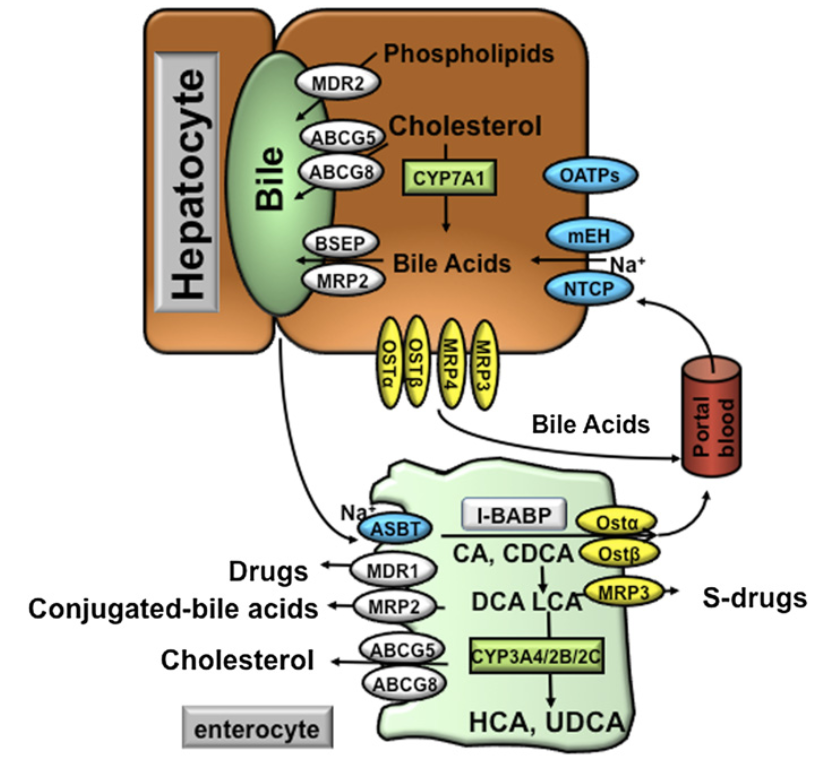 Hepatocyte
Bile
Phospholipids
MDR2
ABCG5
Cholesterol
ABCG8
CYP7A1
OATPs
BSEP
mEH
Bile Acids
Na+
MRP2
NTCP
OSTα
OSTβ
MRP4
MRP3
Bile Acids
Portal
blood
Na+
ASBT
I-BABP
Ostα
CA, CDCA
Ostβ
Drugs
MDR1
Conjugated-bile acids
MRP2
DCA LCA
MRP3
S-drugs
Cholesterol
ABCG5
CYP3A4/2B/2C
ABCG8
enterocyte
HCA, UDCA